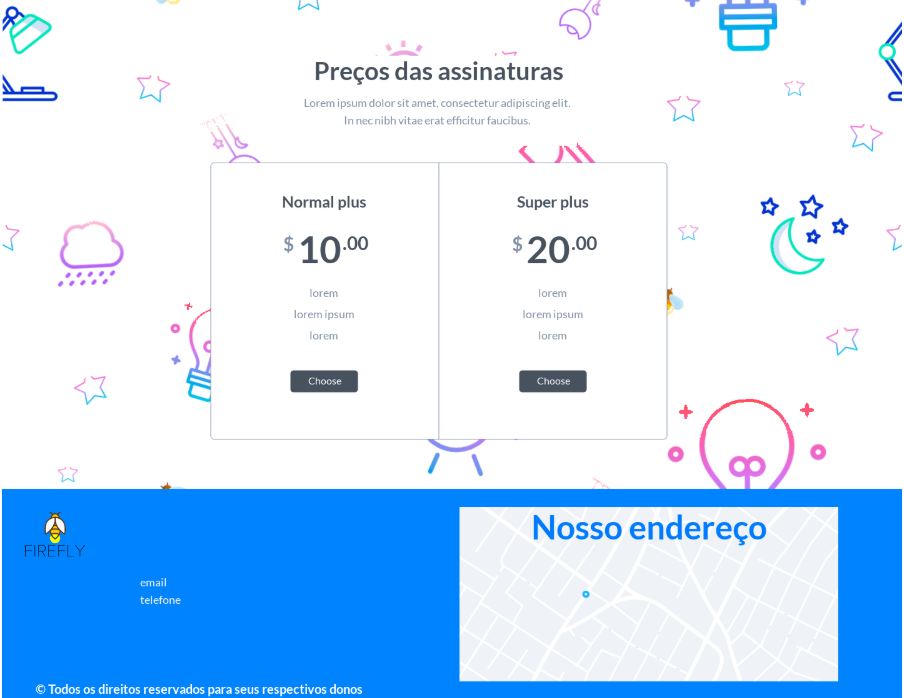 Preços das assinaturas
Lorem ipsum dolor sit amet, consectetur adipiscing elit.
In nec nibh vitae erat efficitur faucibus.
Normal plus
$ 10.00
lorem
lorem ipsum
lorem
Choose
Super plus
$ 20.00
lorem
lorem ipsum
lorem
Choose
FIREFLY
email
telefone
Nosso endereço
© Todos os direitos reservados para seus respectivos donos